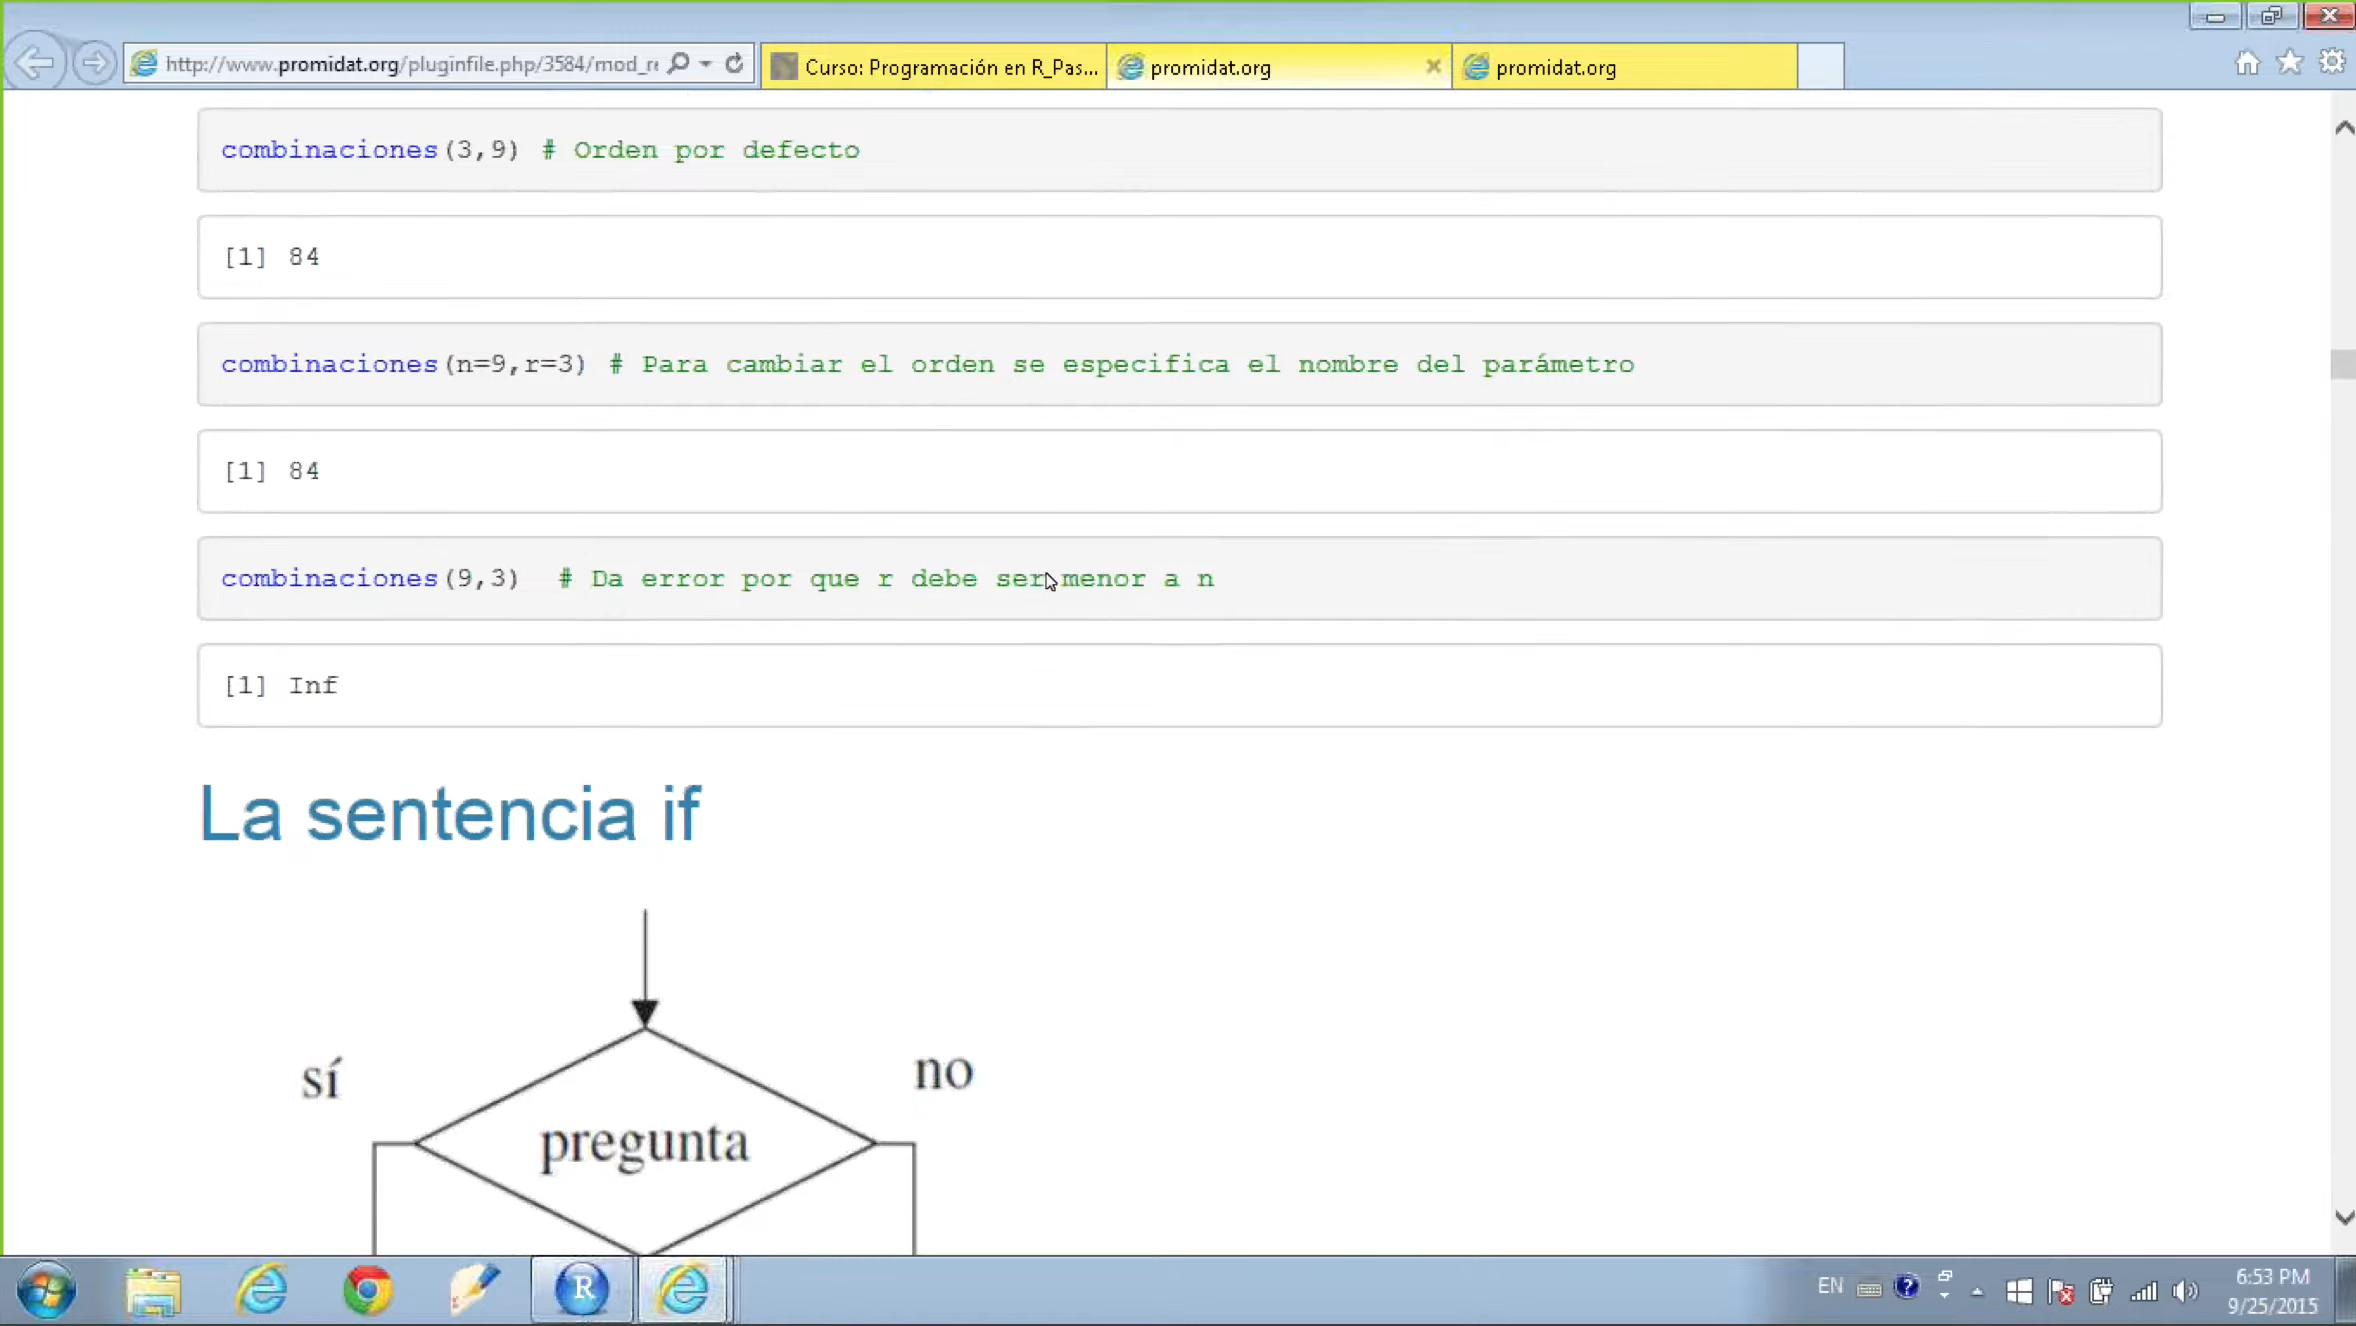 http://www.promidat.org/pluginfile.php/3584/mod_re
Curso: Programación en R_Pas...
promidat.org
promidat.org
combinaciones(3,9) # Orden por defecto
[1] 84
combinaciones(n=9,r=3) # Para cambiar el orden se especifica el nombre del parámetro
[1] 84
combinaciones(9,3)  # Da error por que r debe ser menor a n
[1] Inf
La sentencia if
sí
no
pregunta
EN
6:53 PM
9/25/2015